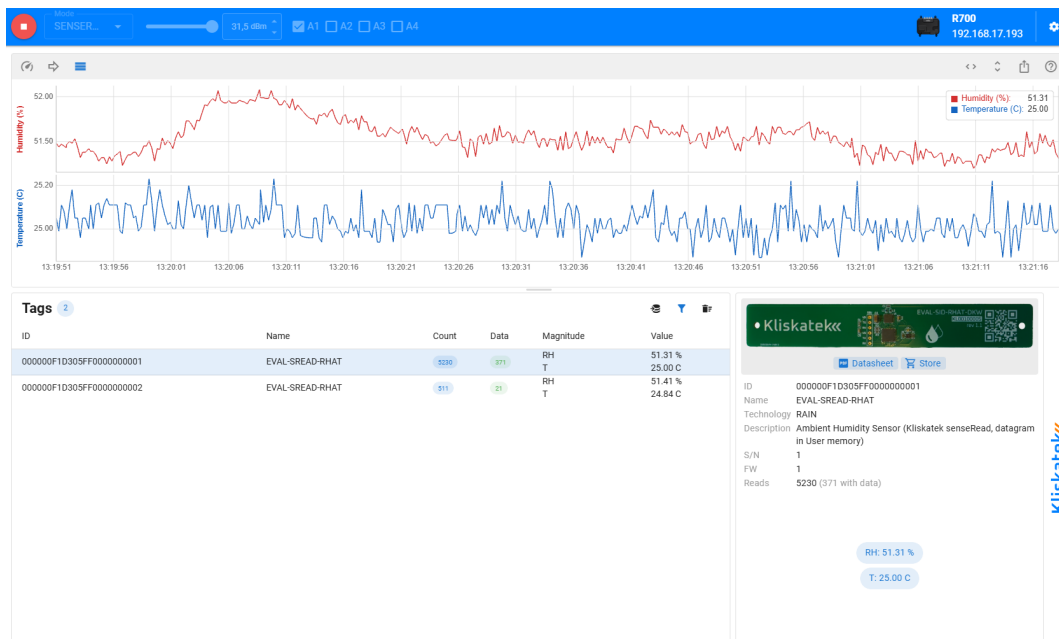 Mode
SENSER...
31,5 dBm
A1
A2
A3
A4
R700
192.168.17.193
Humidity (%)
52.00
51.50
Humidity (%): 51.31
Temperature (C): 25.00
Temperature (C)
25.20
25.00
13:19:51 13:19:56 13:20:01 13:20:06 13:20:11 13:20:16 13:20:21 13:20:26 13:20:31 13:20:36 13:20:41 13:20:46 13:20:51 13:20:56 13:21:01 13:21:06 13:21:11 13:21:16
Tags 2
ID Name Count Data Magnitude Value
000000F1D305FF0000000001 EVAL-SREAD-RHAT 5230 371 RH 51.31 %
T 25.00 C
000000F1D305FF0000000002 EVAL-SREAD-RHAT 511 21 RH 51.41 %
T 24.84 C
Kliskatek
EVAL-SID-RHAT-DKW
Datasheet
Store
ID 000000F1D305FF0000000001
Name EVAL-SREAD-RHAT
Technology RAIN
Description Ambient Humidity Sensor (Kliskatek senseRead, datagram
in User memory)
S/N 1
FW 1
Reads 5230 (371 with data)
RH: 51.31 %
T: 25.00 C
Kliskatek